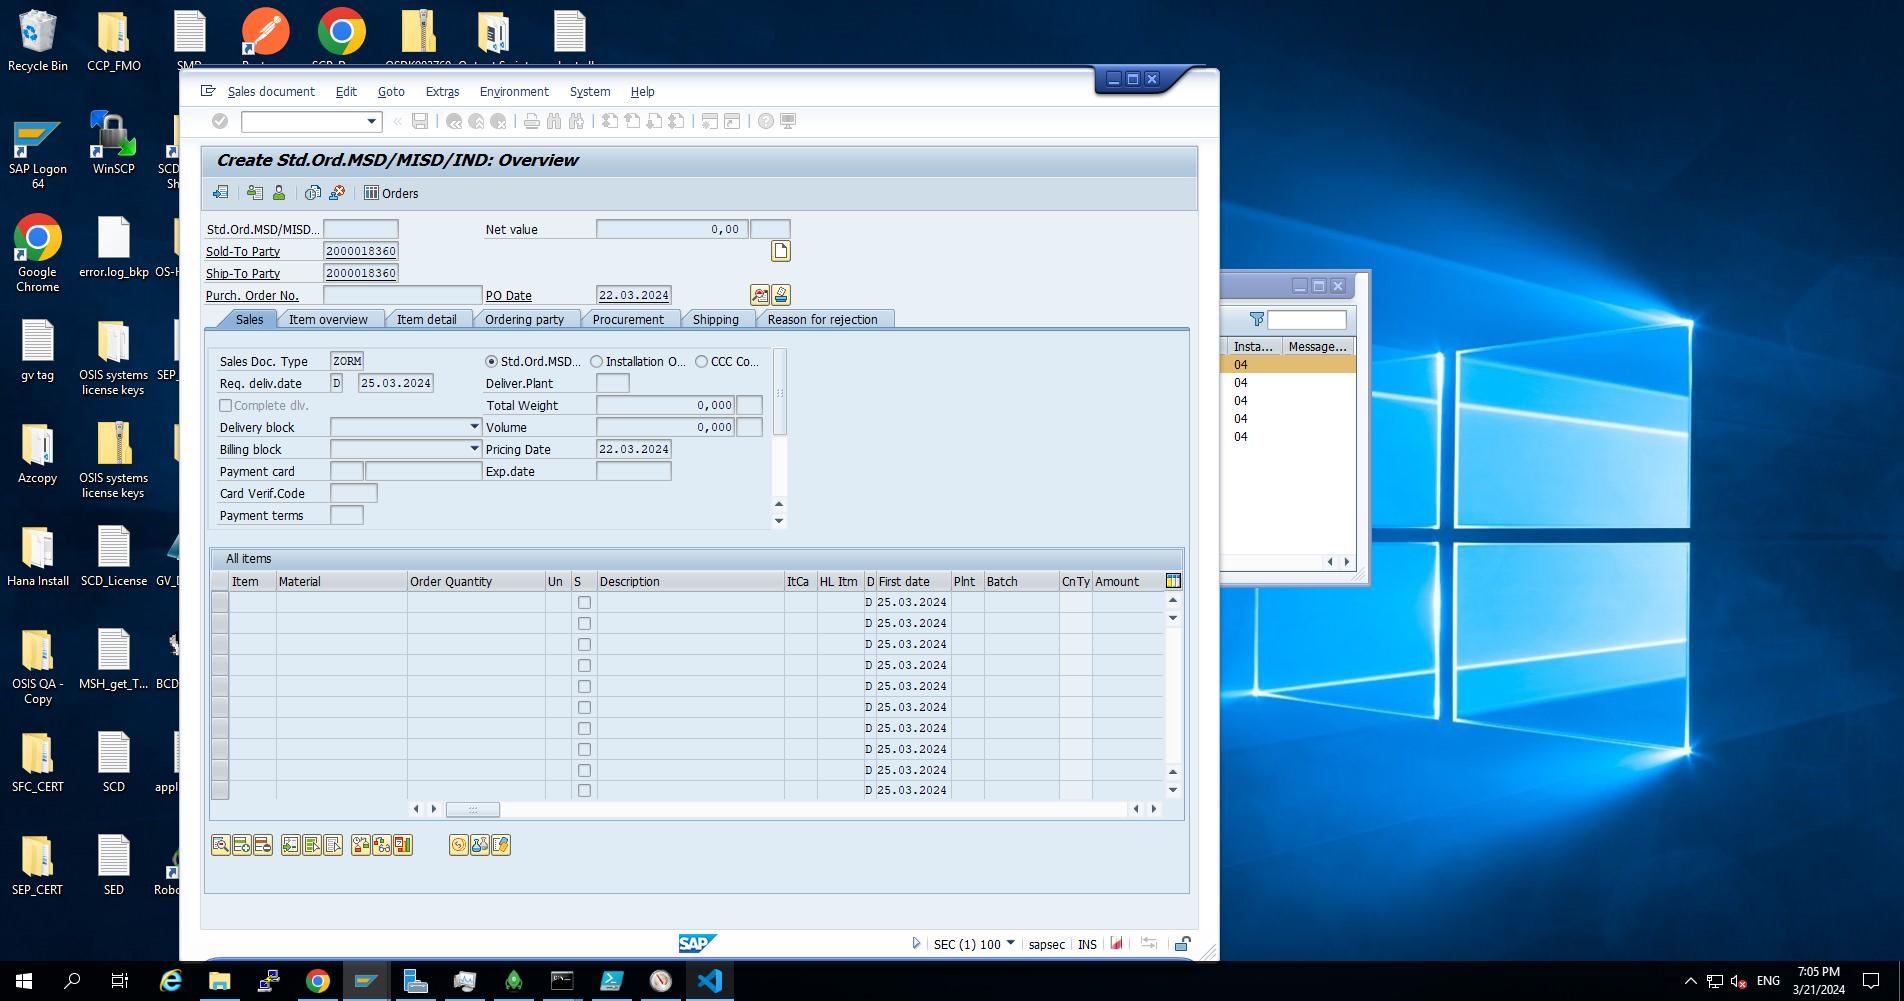 Recycle Bin
CCP_FMO
SAP Logon 64
WinSCP
Google Chrome
error.log_bkp
gv tag
OSIS systems license keys
Azcopy
OSIS systems license keys
Hana Install
SCD_License
OSIS QA - Copy
MSH_get_T...
SFC_CERT
SCD
SEP_CERT
SED
Sales document Edit Goto Extras Environment System Help
Create Std.Ord.MSD/MISD/IND: Overview
Orders
Std.Ord.MSD/MISD... Net value 0,00
Sold-To Party 2000018360
Ship-To Party 2000018360
Purch. Order No. PO Date 22.03.2024
Sales Item overview Item detail Ordering party Procurement Shipping Reason for rejection
Sales Doc. Type ZORM Std.Ord.MSD... Installation O... CCC Co...
Req. deliv.date D 25.03.2024 Deliver.Plant
Complete dlv. Total Weight 0,000
Delivery block Volume 0,000
Billing block Pricing Date 22.03.2024
Payment card Exp.date
Card Verif.Code
Payment terms
All items
Item Material Order Quantity Un S Description ItCa HL Itm D First date Plnt Batch CnTy Amount
D 25.03.2024
D 25.03.2024
D 25.03.2024
D 25.03.2024
D 25.03.2024
D 25.03.2024
D 25.03.2024
D 25.03.2024
D 25.03.2024
D 25.03.2024
SAP SEC (1) 100 sapsec INS
Insta... Message...
04
04
04
04
04
ENG
7:05 PM
3/21/2024